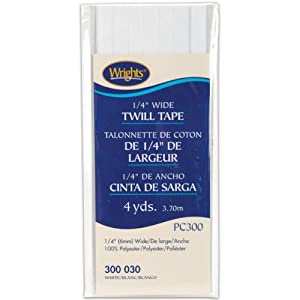 Wrights®
1/4" WIDE
TWILL TAPE
TALONNETTE DE COTON
DE 1/4" DE
LARGEUR
1/4" DE ANCHO
CINTA DE SARGA
4 yds. 3.70m
PC300
1/4" (6mm) Wide/De large/Ancho
100% Polyester/Polyester/Poliéster
300 030
WHITE/BLANC/BLANCO